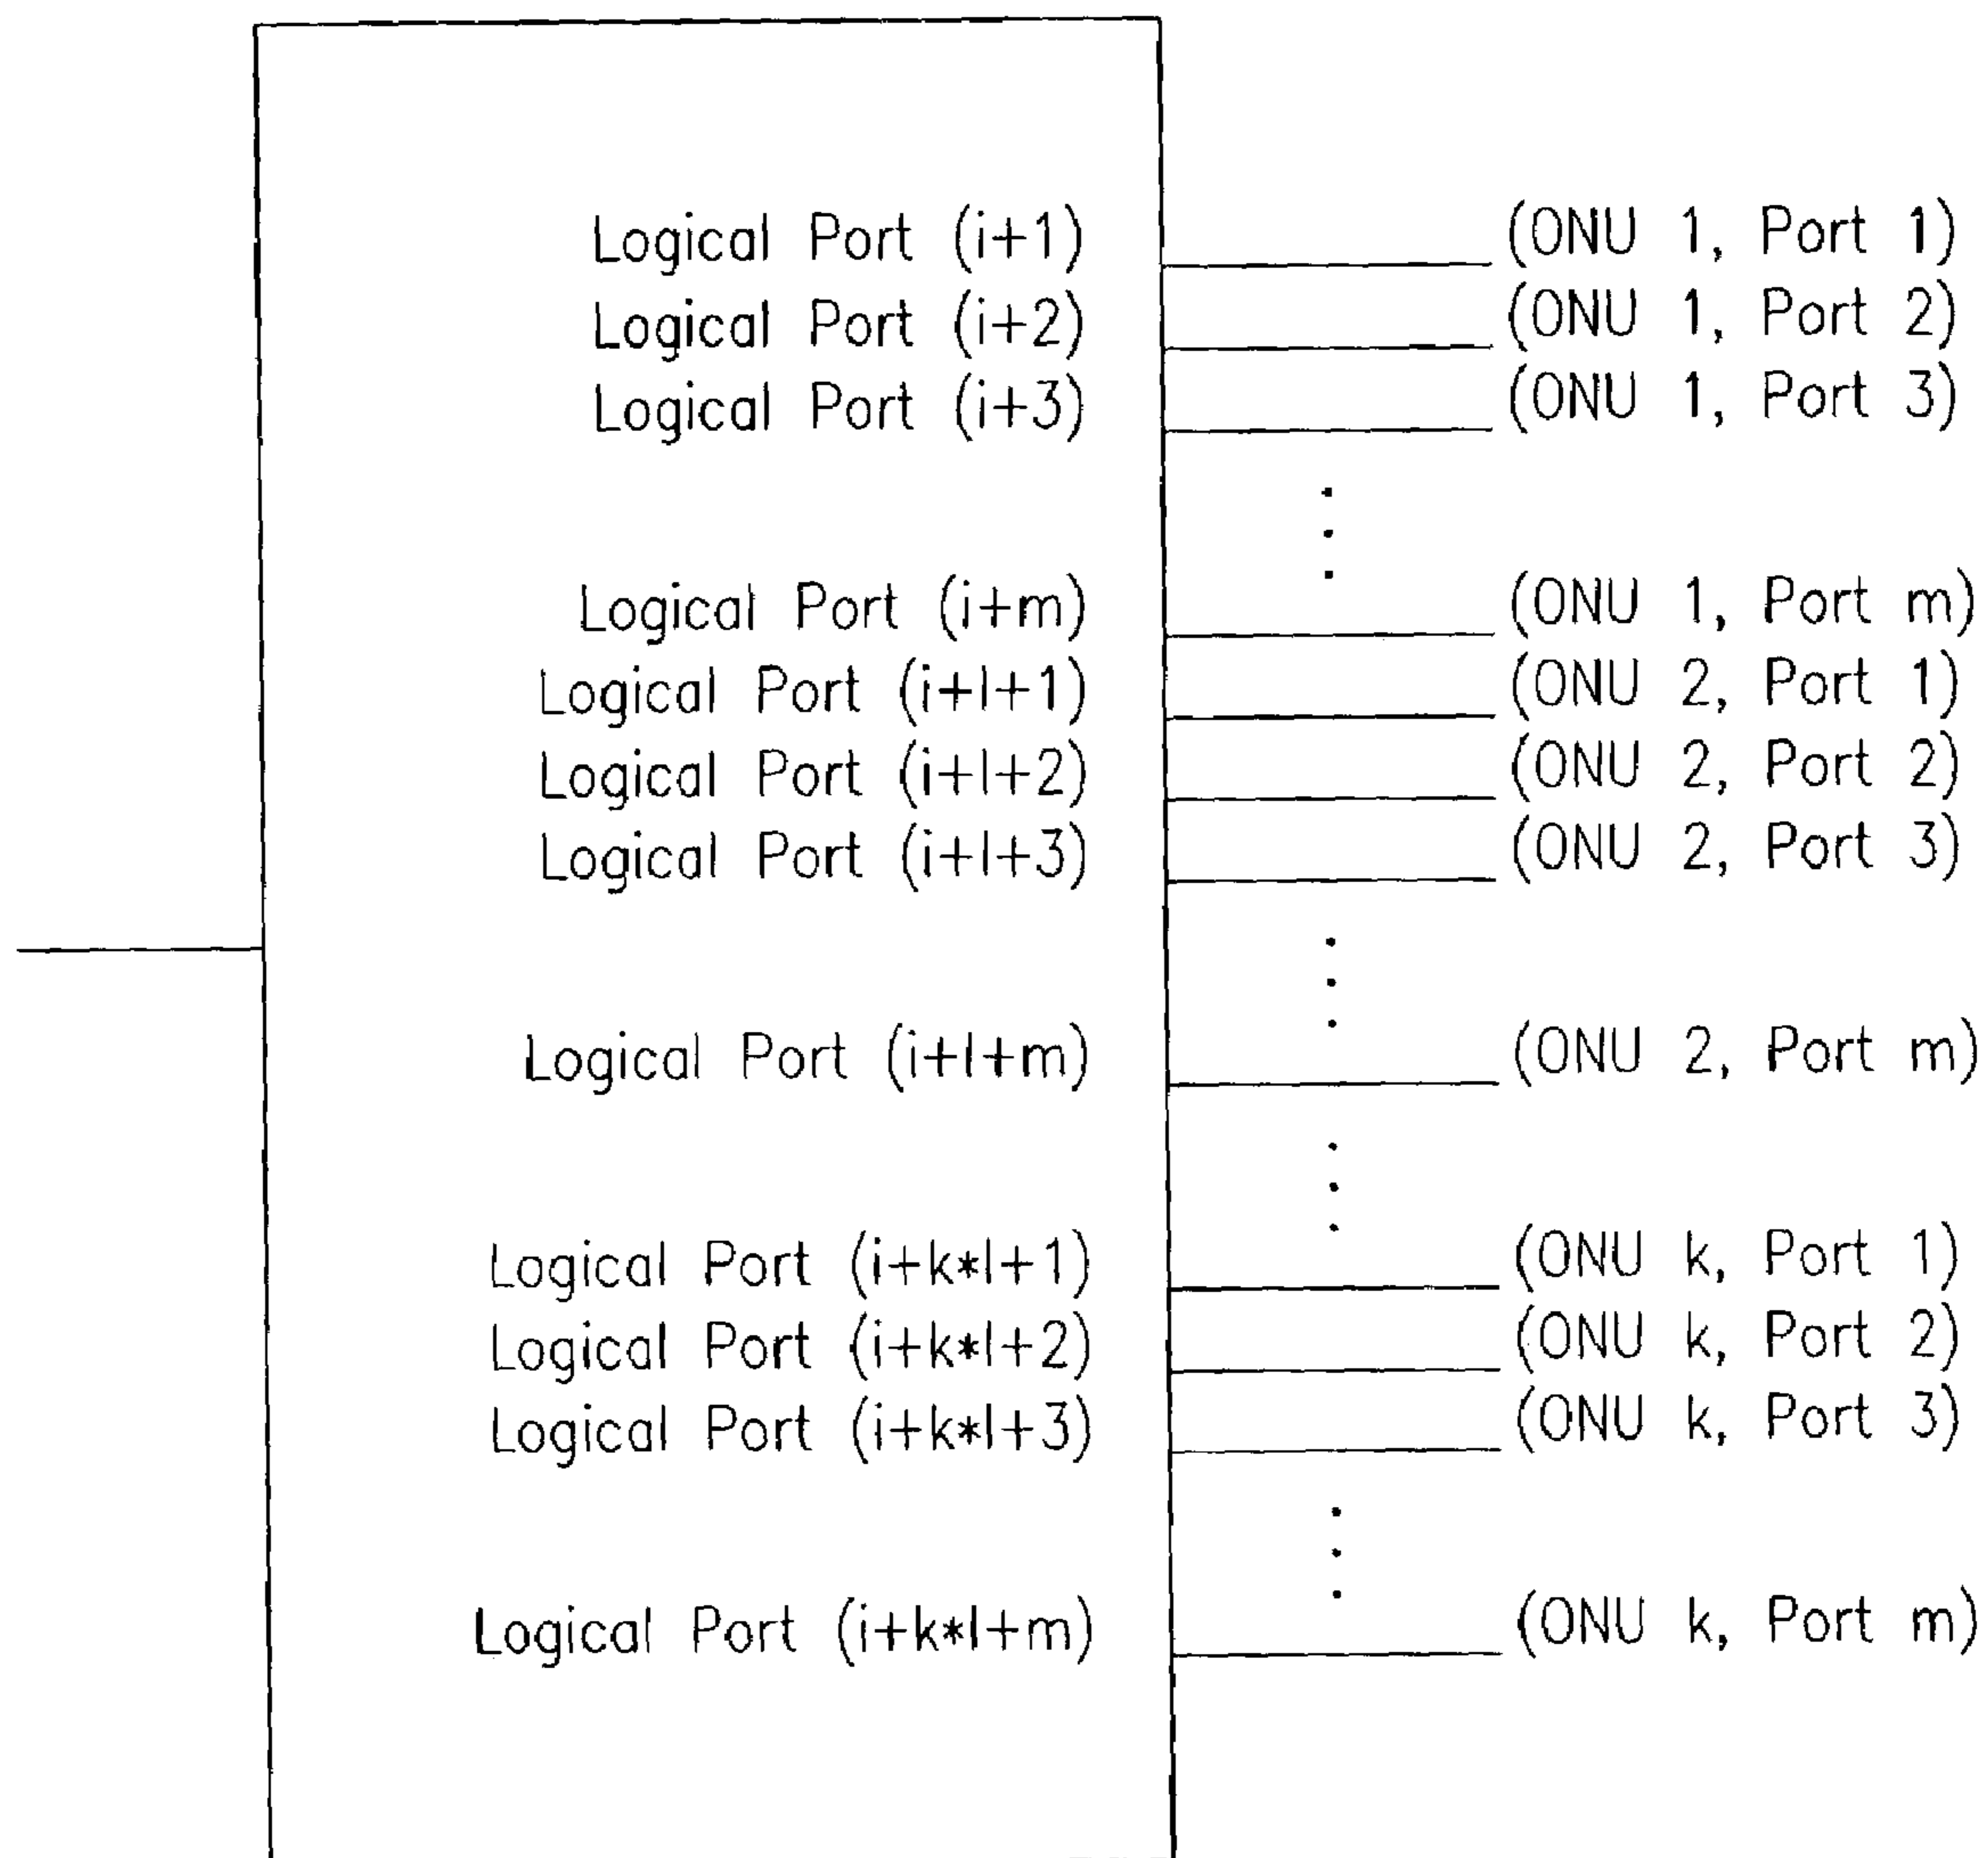 Logical Port (i+1) (ONU 1, Port 1)
Logical Port (i+2) (ONU 1, Port 2)
Logical Port (i+3) (ONU 1, Port 3)
Logical Port (i+m) (ONU 1, Port m)
Logical Port (i+l+1) (ONU 2, Port 1)
Logical Port (i+l+2) (ONU 2, Port 2)
Logical Port (i+l+3) (ONU 2, Port 3)
Logical Port (i+l+m) (ONU 2, Port m)
Logical Port (i+k*l+1) (ONU k, Port 1)
Logical Port (i+k*l+2) (ONU k, Port 2)
Logical Port (i+k*l+3) (ONU k, Port 3)
Logical Port (i+k*l+m) (ONU k, Port m)